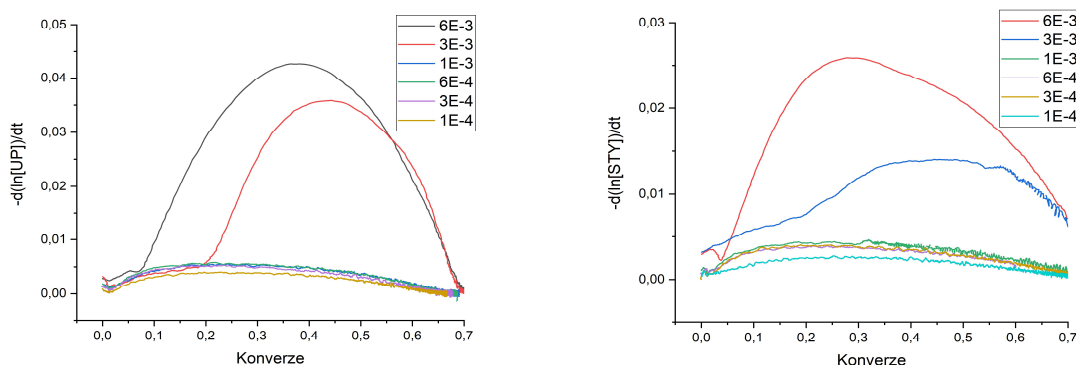 0,05
0,04
0,03
0,02
0,01
0,00
-d(ln[UP])/dt
0,0 0,1 0,2 0,3 0,4 0,5 0,6 0,7
Konverze
6E-3
3E-3
1E-3
6E-4
3E-4
1E-4
0,03
0,02
0,01
0,00
-d(ln[STY])/dt
0,0 0,1 0,2 0,3 0,4 0,5 0,6 0,7
Konverze
6E-3
3E-3
1E-3
6E-4
3E-4
1E-4